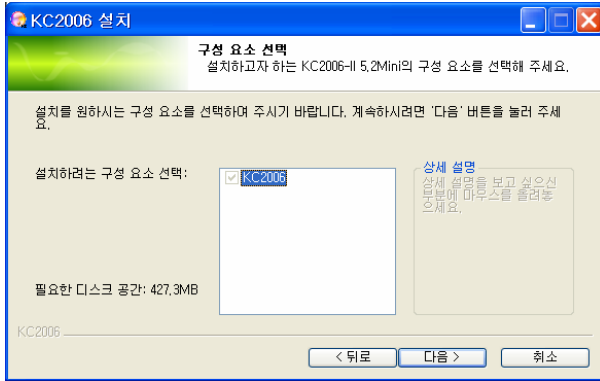 KC2006 설치
구성 요소 선택
설치하고자 하는 KC2006-II 5.2Mini의 구성 요소를 선택해 주세요.
설치를 원하시는 구성 요소를 선택하여 주시기 바랍니다. 계속하시려면 '다음' 버튼을 눌러 주세
요.
설치하려는 구성 요소 선택:
KC2006
상세 설명
상세 설명을 보고 싶으신
부분에 마우스를 올려놓
으세요.
필요한 디스크 공간: 427.3MB
KC2006
< 뒤로
다음 >
취소